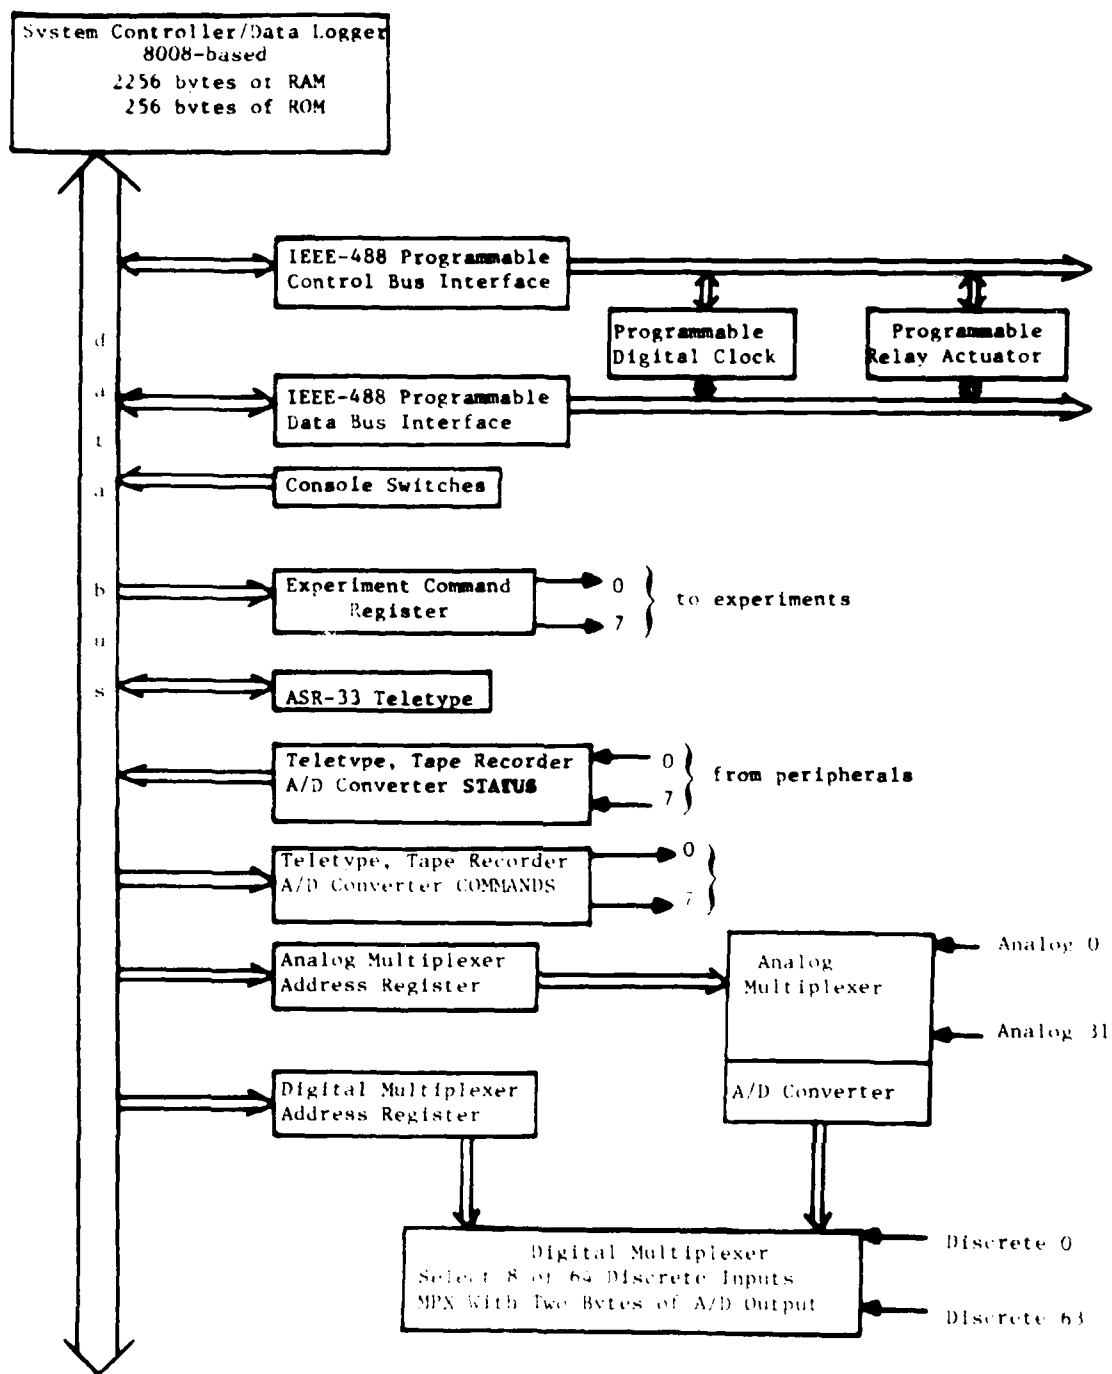 System Controller/Data Logger
8008-based
2256 bytes of RAM
256 bytes of ROM
IEEE-488 Programmable
Control Bus Interface
Programmable
Digital Clock
Programmable
Relay Actuator
data bus
IEEE-488 Programmable
Data Bus Interface
Console Switches
Experiment Command
Register
0
7
to experiments
ASR-33 Teletype
Teletype, Tape Recorder
A/D Converter STATUS
0
7
from peripherals
Teletype, Tape Recorder
A/D Converter COMMANDS
0
7
Analog Multiplexer
Address Register
Analog
Multiplexer
Analog 0
Analog 31
A/D Converter
Digital Multiplexer
Address Register
Digital Multiplexer
Select 8 of 64 Discrete Inputs
MPX With Two Bytes of A/D Output
Discrete 0
Discrete 63